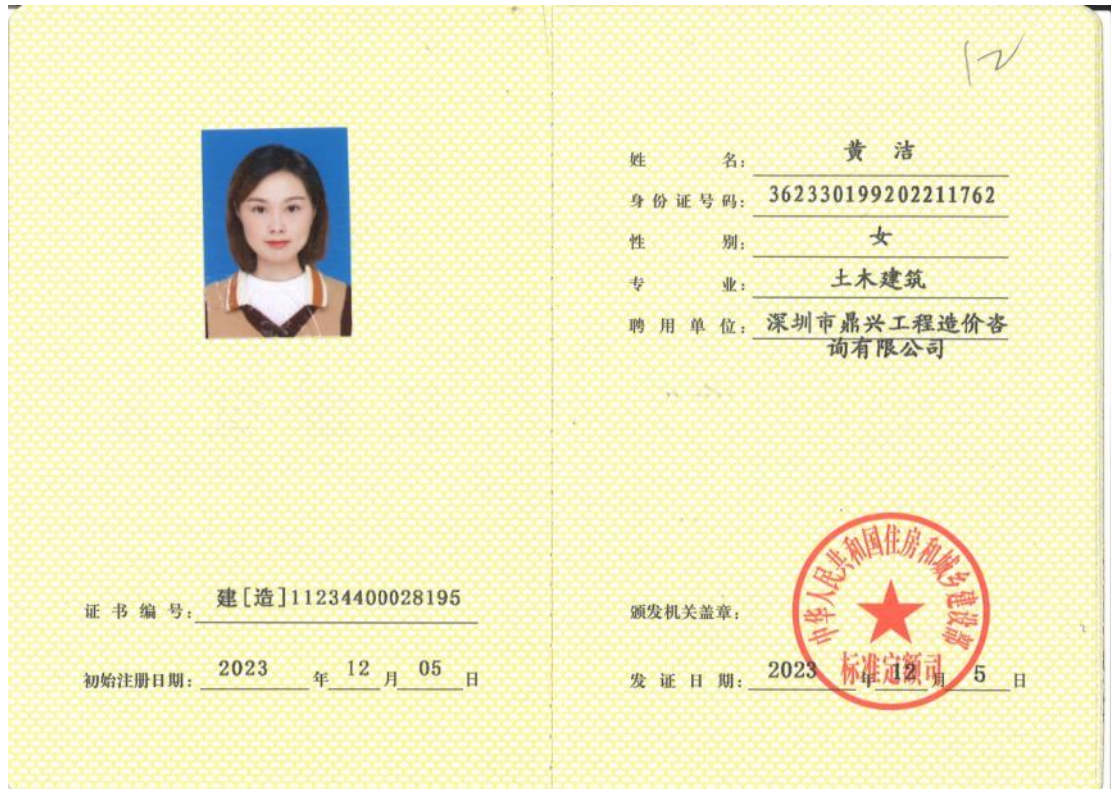 12
姓 名: 黄 洁
身份证号码: 362330199202211762
性 别: 女
专 业: 土木建筑
聘用单位: 深圳市鼎兴工程造价咨
询有限公司
证书编号: 建[造]11234400028195
初始注册日期: 2023 年 12 月 05 日
颁发机关盖章:
中华人民共和国住房和城乡建设部
标准定额司
发证日期: 2023 年 12 月 5 日